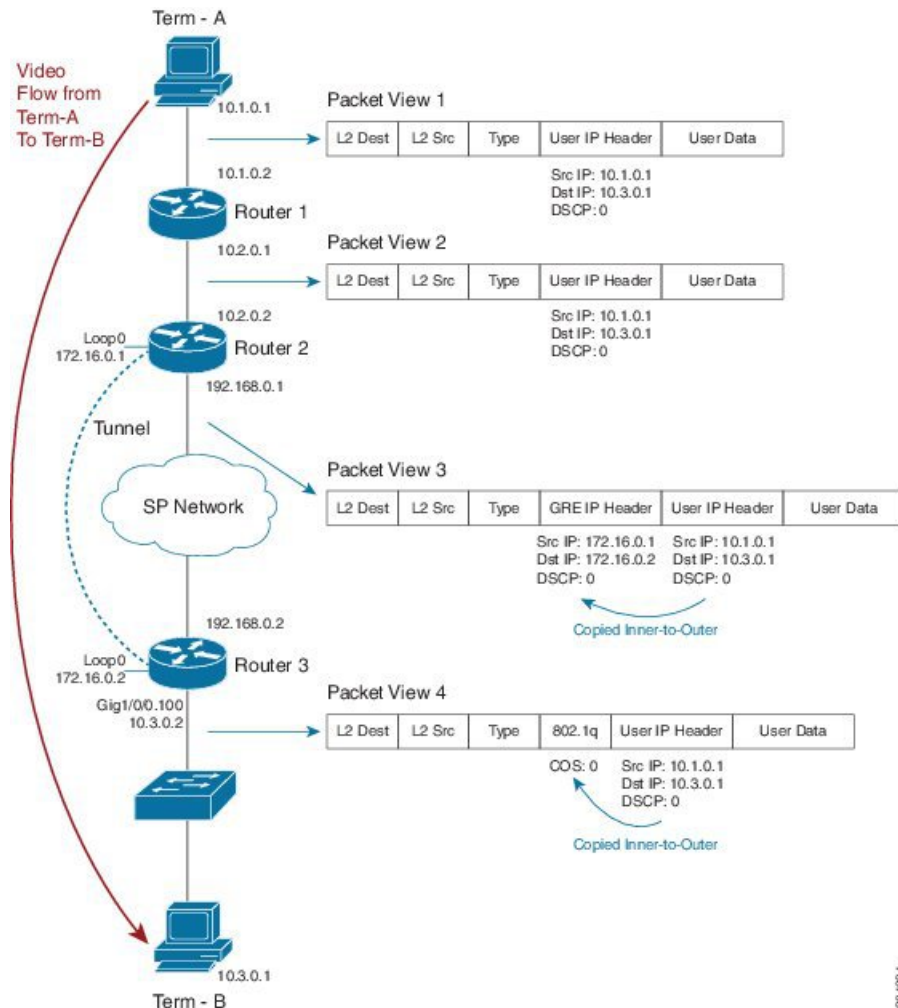 Term - A
Video
Flow from
Term-A
To Term-B
10.1.0.1
Packet View 1
L2 Dest L2 Src Type User IP Header User Data
Src IP: 10.1.0.1
Dst IP: 10.3.0.1
DSCP: 0
10.1.0.2
Router 1
10.2.0.1
Packet View 2
L2 Dest L2 Src Type User IP Header User Data
Src IP: 10.1.0.1
Dst IP: 10.3.0.1
DSCP: 0
10.2.0.2
Loop0
172.16.0.1
Router 2
192.168.0.1
Tunnel
SP Network
Packet View 3
L2 Dest L2 Src Type GRE IP Header User IP Header User Data
Src IP: 172.16.0.1 Src IP: 10.1.0.1
Dst IP: 172.16.0.2 Dst IP: 10.3.0.1
DSCP: 0 DSCP: 0
Copied Inner-to-Outer
192.168.0.2
Loop0
172.16.0.2
Router 3
Gig1/0/0.100
10.3.0.2
Packet View 4
L2 Dest L2 Src Type 802.1q User IP Header User Data
COS: 0 Src IP: 10.1.0.1
Dst IP: 10.3.0.1
DSCP: 0
Copied Inner-to-Outer
10.3.0.1
Term - B